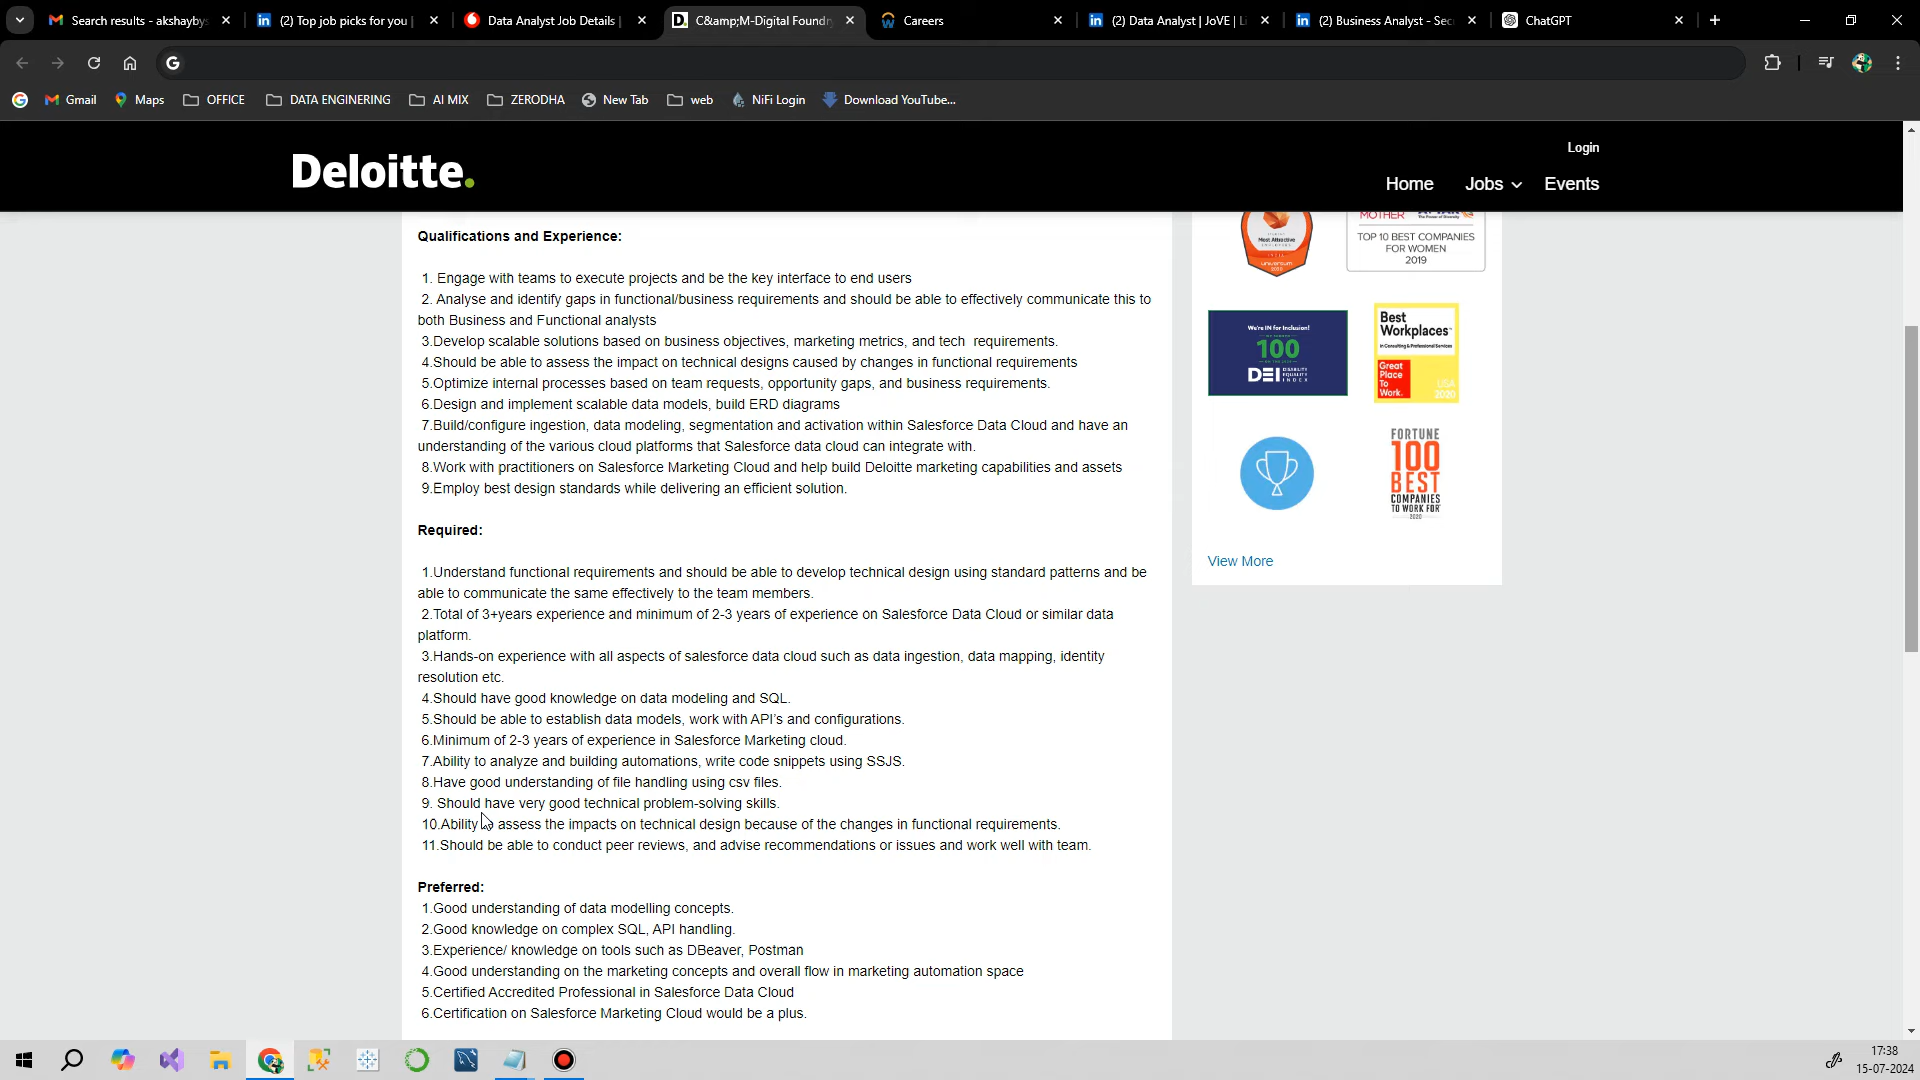 Search results - akshaybys
(2) Top job picks for you |
Data Analyst Job Details |
C&amp;M-Digital Foundr
Careers
(2) Data Analyst | JoVE | Li
(2) Business Analyst - Sec
ChatGPT
Gmail
Maps
OFFICE
DATA ENGINERING
AI MIX
ZERODHA
New Tab
web
NiFi Login
Download YouTube...
Deloitte.
Login
Home
Jobs
Events
Qualifications and Experience:
1. Engage with teams to execute projects and be the key interface to end users
2. Analyse and identify gaps in functional/business requirements and should be able to effectively communicate this to
both Business and Functional analysts
3.Develop scalable solutions based on business objectives, marketing metrics, and tech requirements.
4.Should be able to assess the impact on technical designs caused by changes in functional requirements
5.Optimize internal processes based on team requests, opportunity gaps, and business requirements.
6.Design and implement scalable data models, build ERD diagrams
7.Build/configure ingestion, data modeling, segmentation and activation within Salesforce Data Cloud and have an
understanding of the various cloud platforms that Salesforce data cloud can integrate with.
8.Work with practitioners on Salesforce Marketing Cloud and help build Deloitte marketing capabilities and assets
9.Employ best design standards while delivering an efficient solution.
Required:
1.Understand functional requirements and should be able to develop technical design using standard patterns and be
able to communicate the same effectively to the team members.
2.Total of 3+years experience and minimum of 2-3 years of experience on Salesforce Data Cloud or similar data
platform.
3.Hands-on experience with all aspects of salesforce data cloud such as data ingestion, data mapping, identity
resolution etc.
4.Should have good knowledge on data modeling and SQL.
5.Should be able to establish data models, work with API's and configurations.
6.Minimum of 2-3 years of experience in Salesforce Marketing cloud.
7.Ability to analyze and building automations, write code snippets using SSJS.
8.Have good understanding of file handling using csv files.
9. Should have very good technical problem-solving skills.
10.Ability assess the impacts on technical design because of the changes in functional requirements.
11.Should be able to conduct peer reviews, and advise recommendations or issues and work well with team.
Preferred:
1.Good understanding of data modelling concepts.
2.Good knowledge on complex SQL, API handling.
3.Experience/ knowledge on tools such as DBeaver, Postman
4.Good understanding on the marketing concepts and overall flow in marketing automation space
5.Certified Accredited Professional in Salesforce Data Cloud
6.Certification on Salesforce Marketing Cloud would be a plus.
Most Attractive
MOTHER
TOP 10 BEST COMPANIES
FOR WOMEN
2019
We're IN for Inclusion!
100
DEI DISABILITY
EQUALITY
INDEX
Best
Workplaces™
in Consulting & Professional Services
Great
Place
To
Work.
USA
2020
FORTUNE
100
BEST
COMPANIES
TO WORK FOR
2020
View More
17:38
15-07-2024